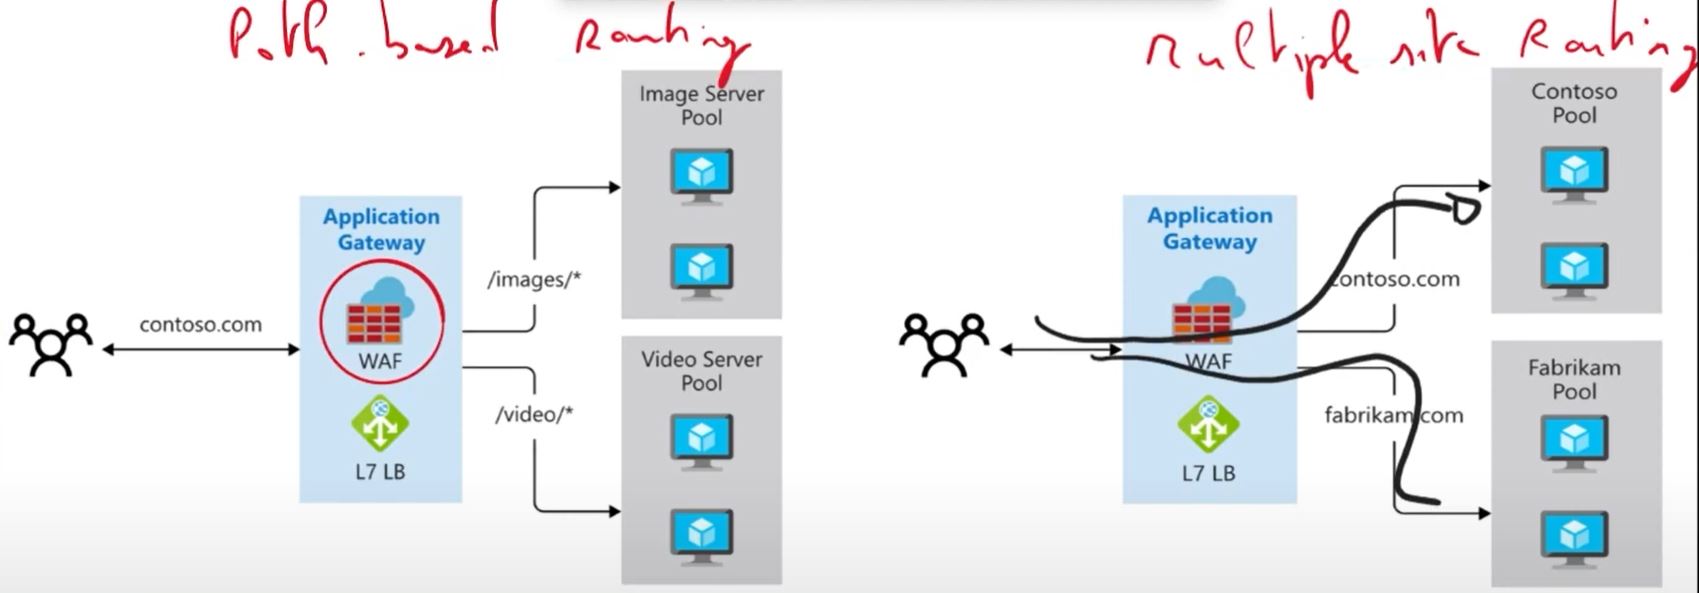 Path-based Routing
Image Server
Pool
Application
Gateway
/images/*
contoso.com
WAF
Video Server
Pool
/video/*
L7 LB
Multiple site Routing
Contoso
Pool
Application
Gateway
contoso.com
WAF
Fabrikam
Pool
fabrikam.com
L7 LB